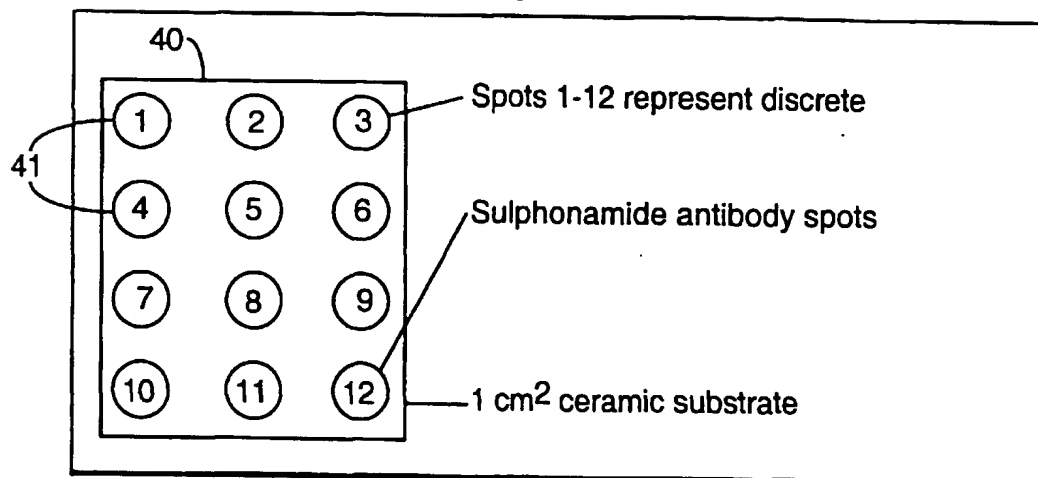 40
1 2 3 Spots 1-12 represent discrete
41
4 5 6 Sulphonamide antibody spots
7 8 9
10 11 12 1 cm2 ceramic substrate